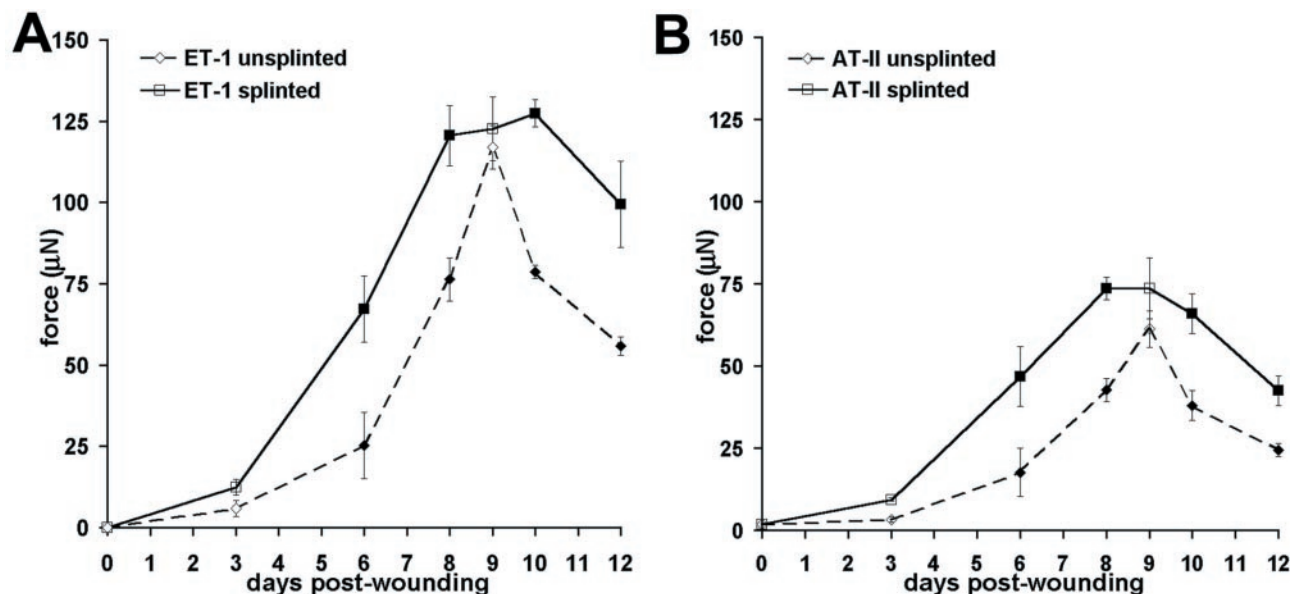 A
150
125
100
75
50
25
0
force (µN)
ET-1 unsplinted
ET-1 splinted
0 1 2 3 4 5 6 7 8 9 10 11 12
days post-wounding
B
150
125
100
75
50
25
0
force (µN)
AT-II unsplinted
AT-II splinted
0 1 2 3 4 5 6 7 8 9 10 11 12
days post-wounding